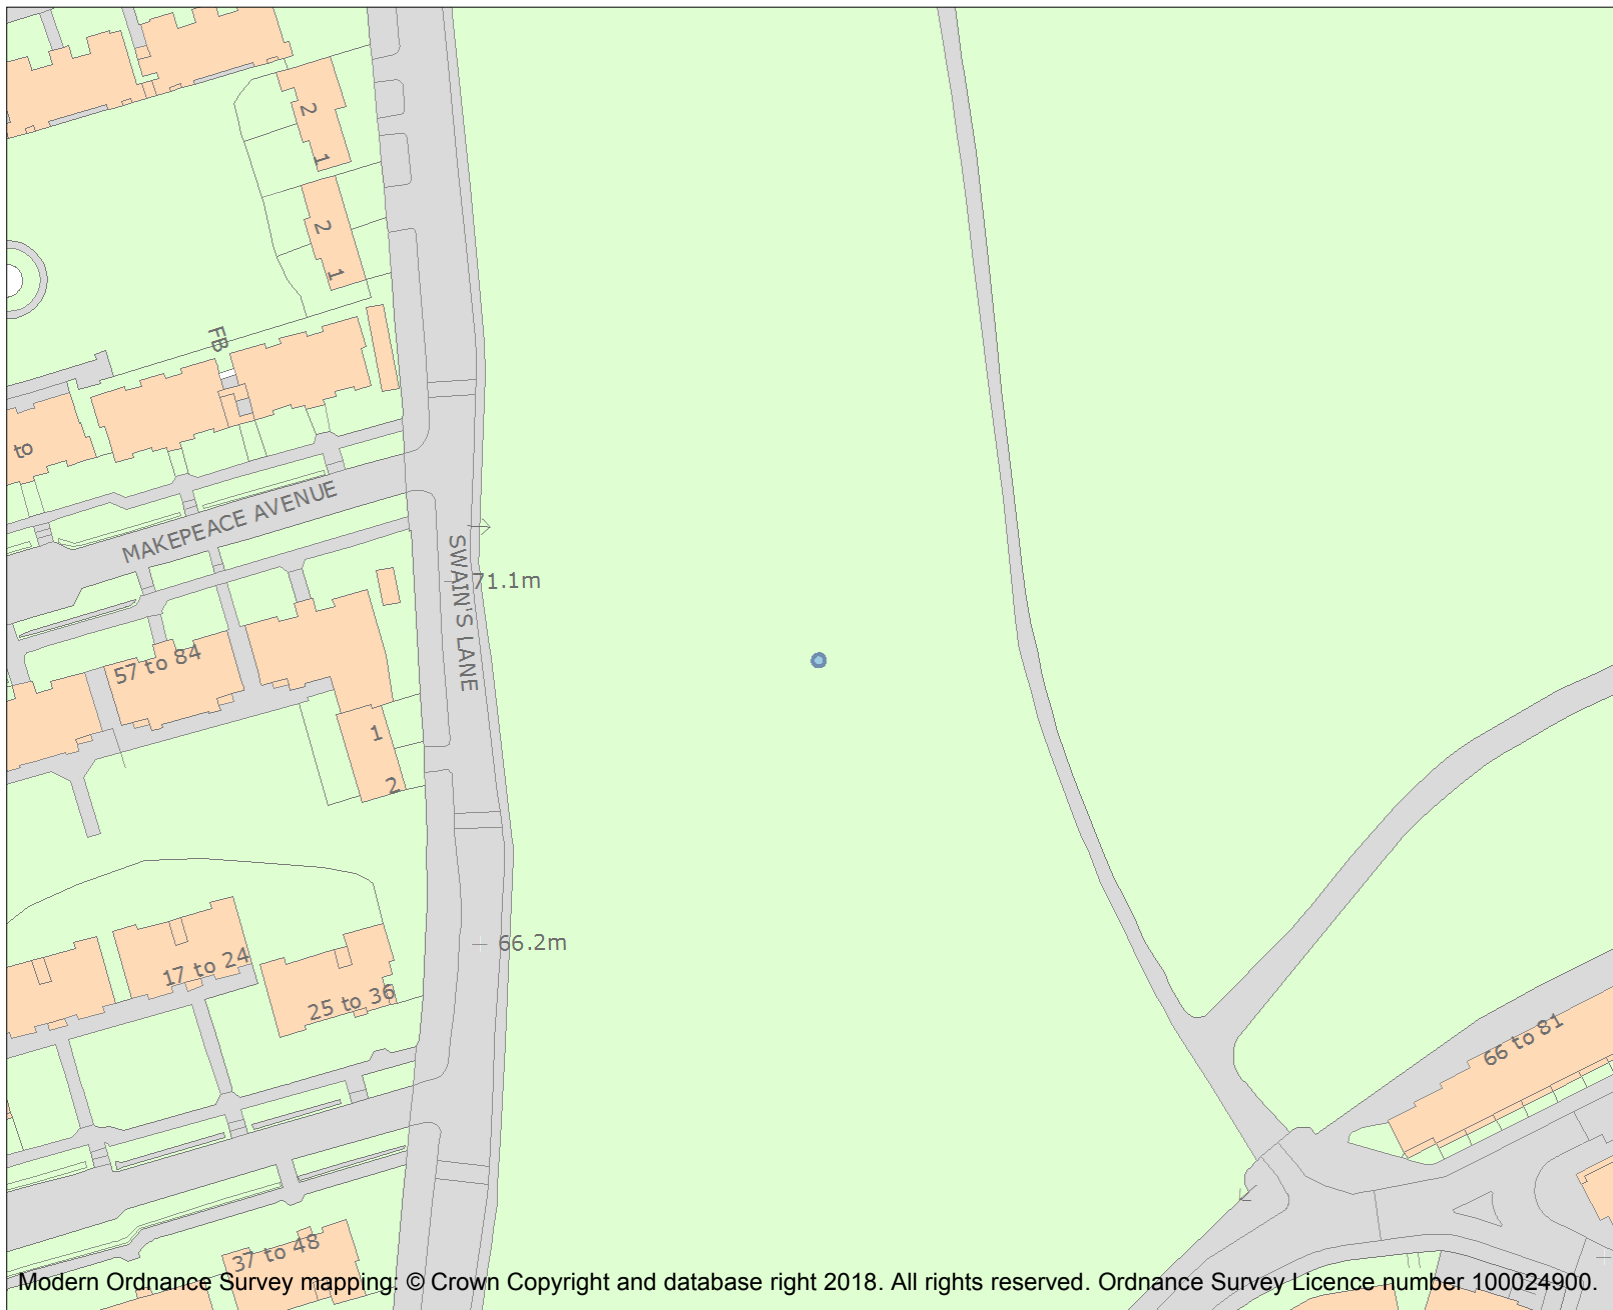 2
1
2
1
FB
to
MAKEPEACE AVENUE
SWAIN'S LANE
71.1m
57 to 84
1
2
66.2m
17 to 24
25 to 36
66 to 81
37 to 48
Modern Ordnance Survey mapping: © Crown Copyright and database right 2018. All rights reserved. Ordnance Survey Licence number 100024900.